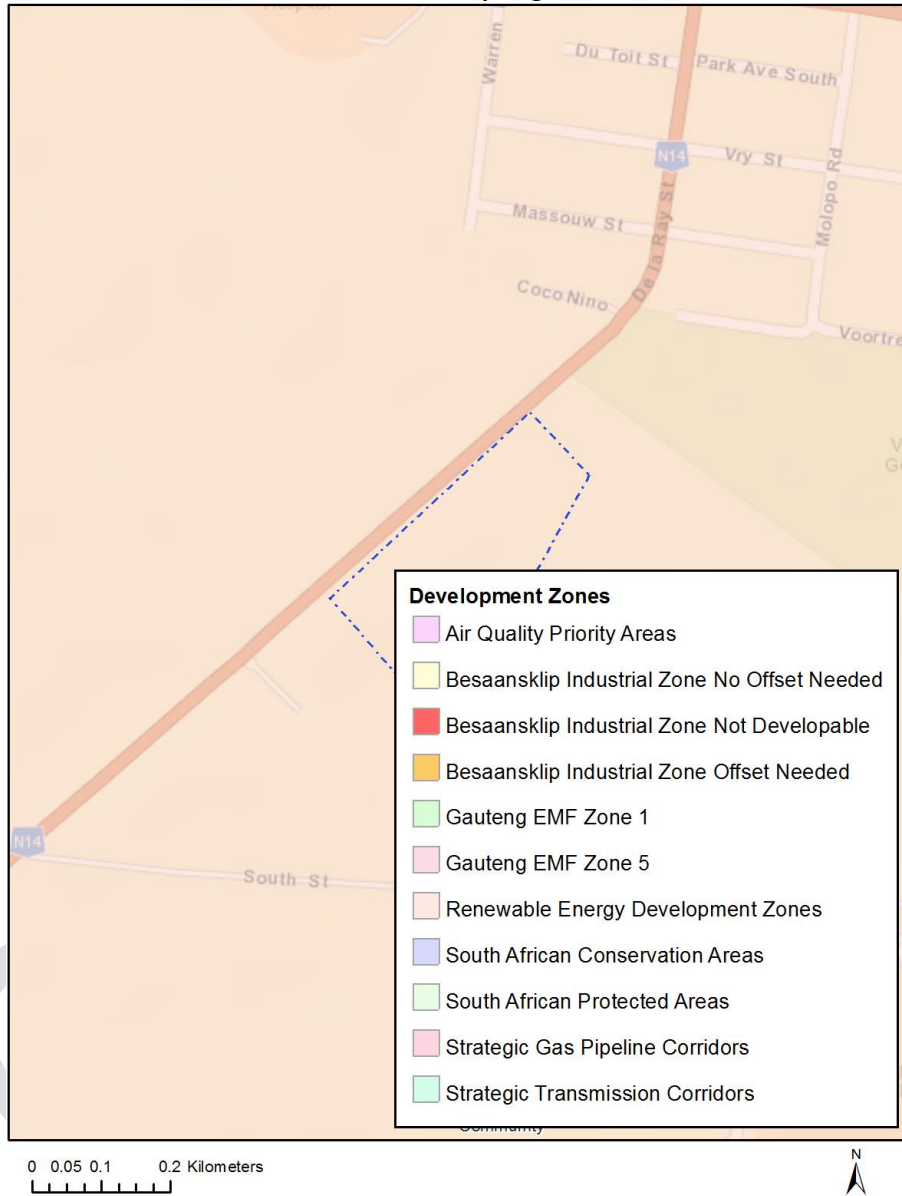 Hospital
Warren
Du Toit St
Park Ave South
N14
Vry St
Molopo Rd
Massouw St
De la Ray St
Coco Nino
Voortre
V
Ge
Development Zones
Air Quality Priority Areas
Besaansklip Industrial Zone No Offset Needed
Besaansklip Industrial Zone Not Developable
Besaansklip Industrial Zone Offset Needed
Gauteng EMF Zone 1
Gauteng EMF Zone 5
Renewable Energy Development Zones
South African Conservation Areas
South African Protected Areas
Strategic Gas Pipeline Corridors
Strategic Transmission Corridors
N14
South St
Community
0 0.05 0.1 0.2 Kilometers
N